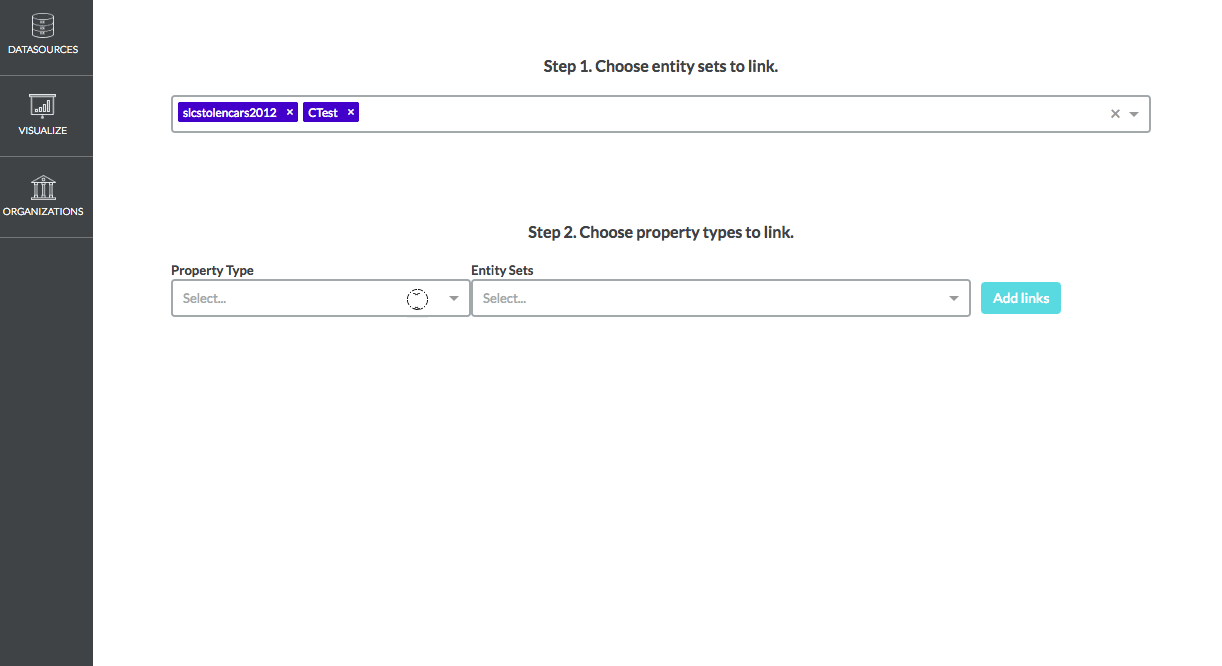 DATASOURCES
VISUALIZE
ORGANIZATIONS
Step 1. Choose entity sets to link.
slcstolencars2012 × CTest ×
Step 2. Choose property types to link.
Property Type Entity Sets
Select... Select... Add links